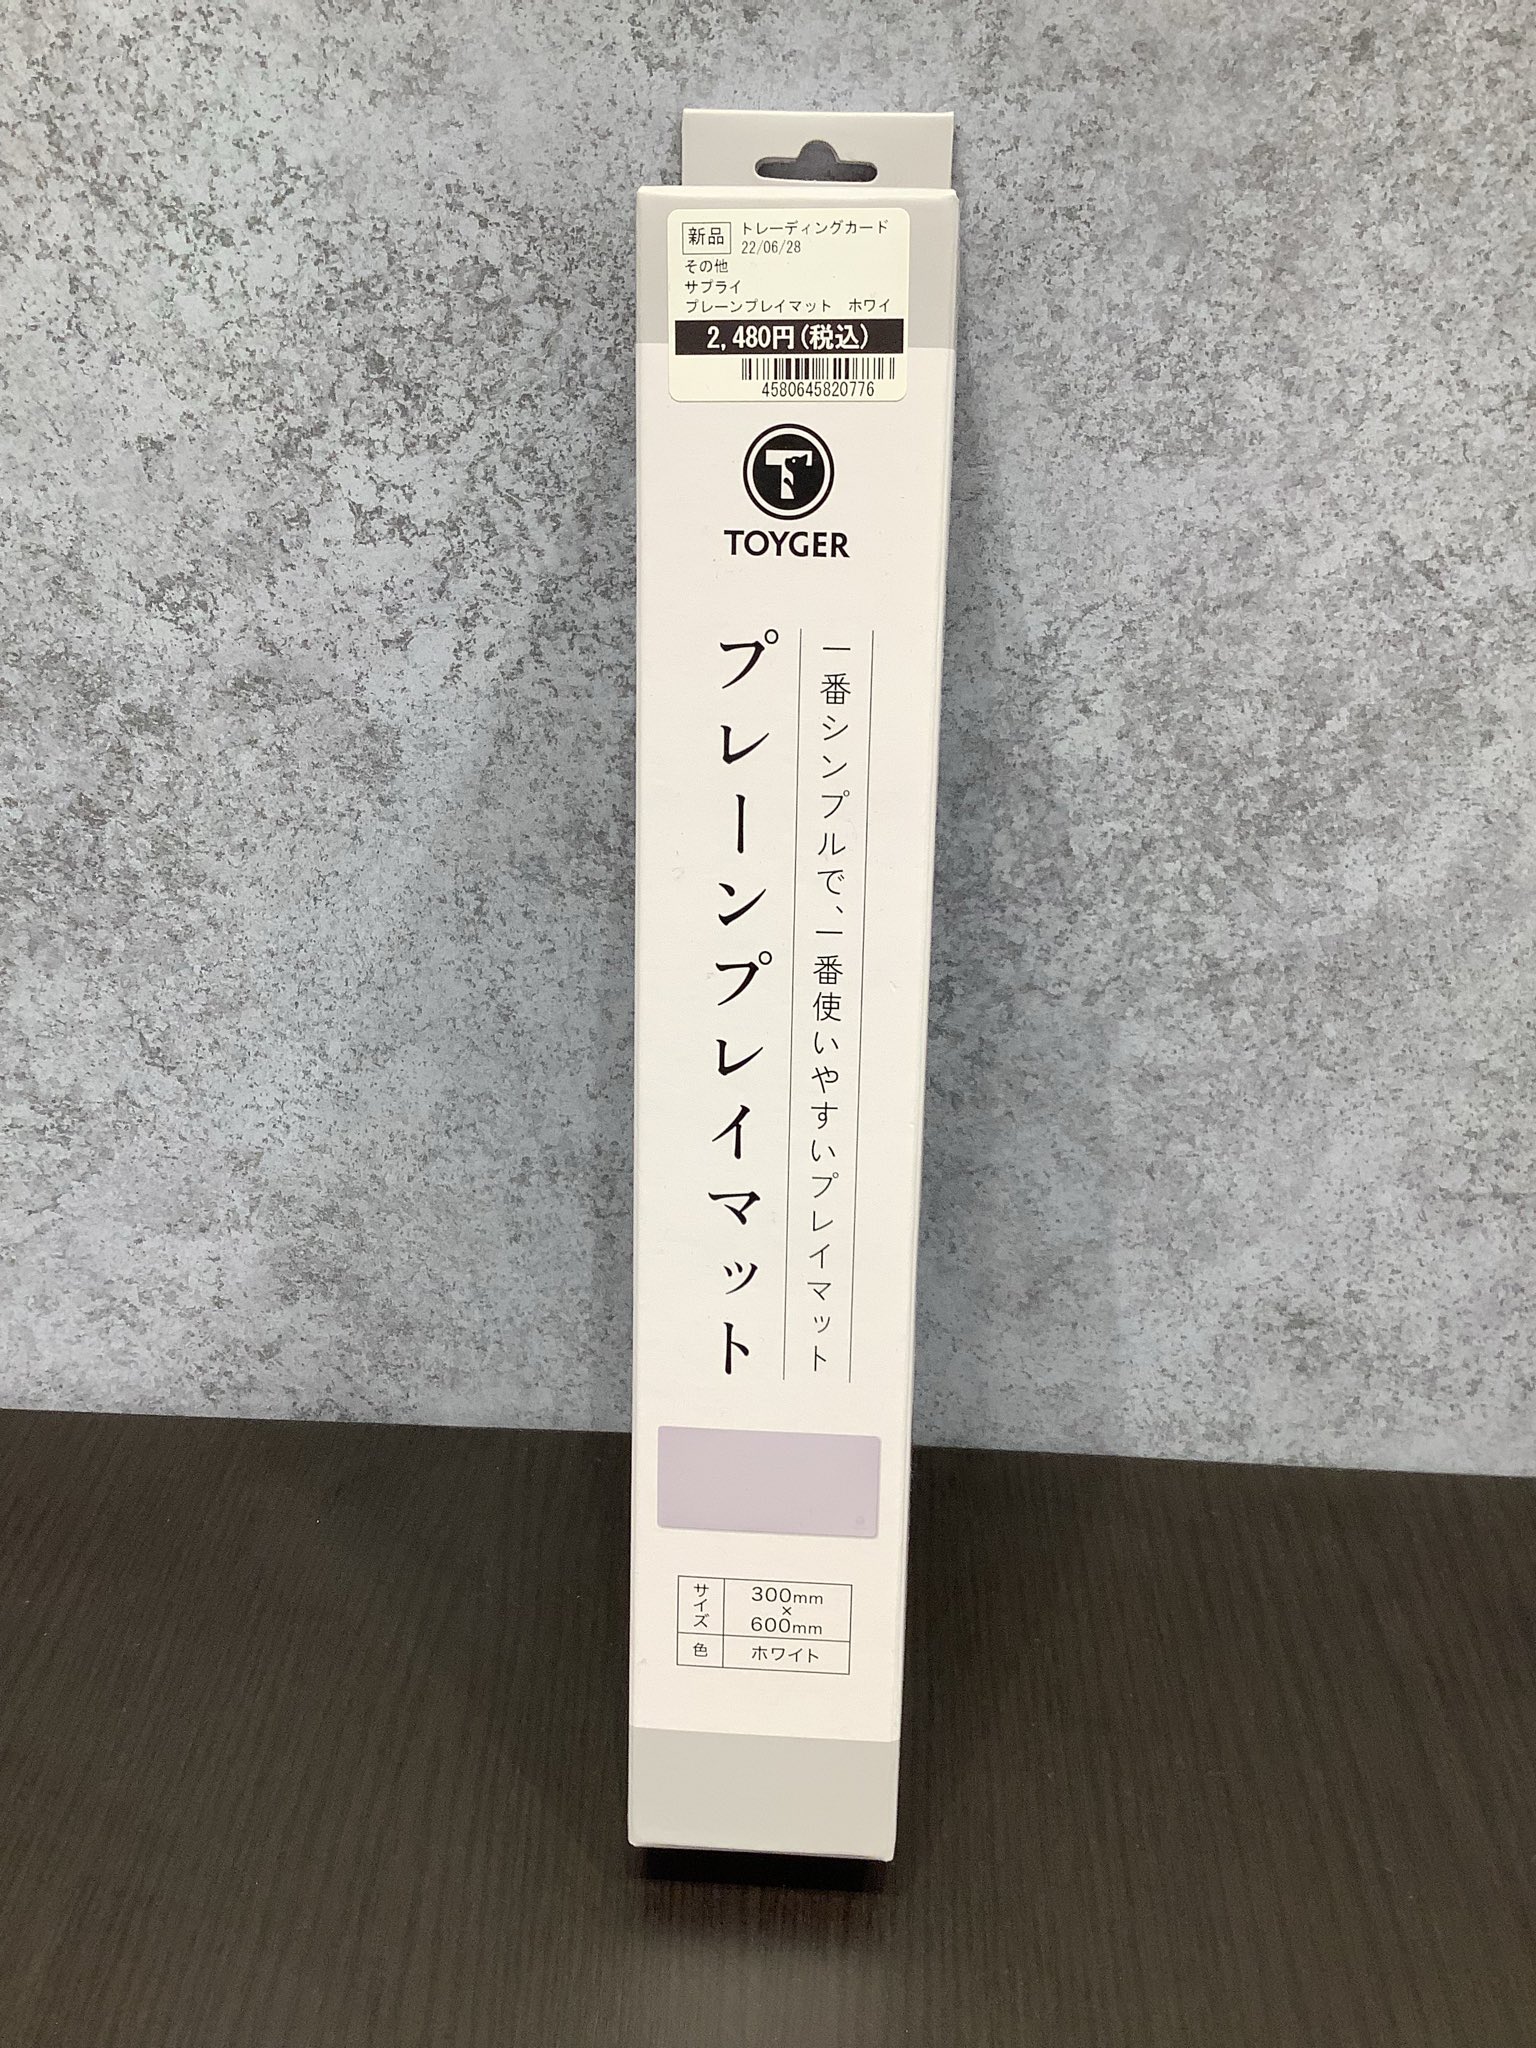 新品 トレーディングカード
22/06/28
その他
サプライ
プレーンプレイマット　ホワイ
2,480円(税込)
4580645820776
TOYGER
一番シンプルで、一番使いやすいプレイマット
プレーンプレイマット
サイズ 300mm×600mm
色 ホワイト